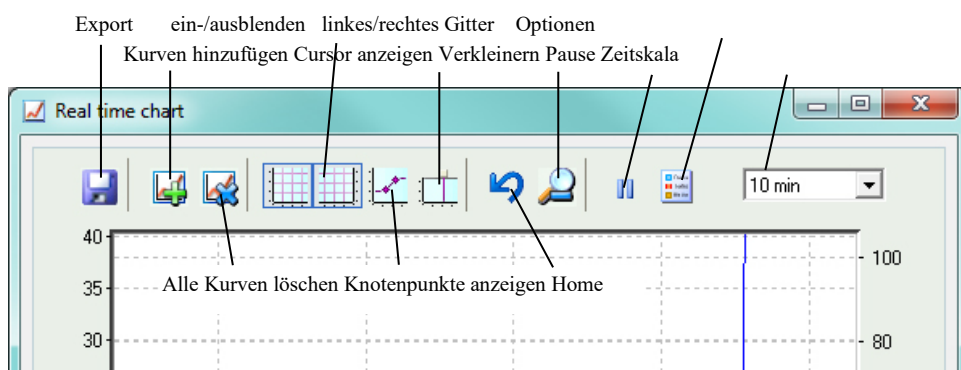 Export ein-/ausblenden linkes/rechtes Gitter Optionen
Kurven hinzufügen Cursor anzeigen Verkleinern Pause Zeitskala
Real time chart
10 min
40
100
Alle Kurven löschen Knotenpunkte anzeigen Home
35
30
80